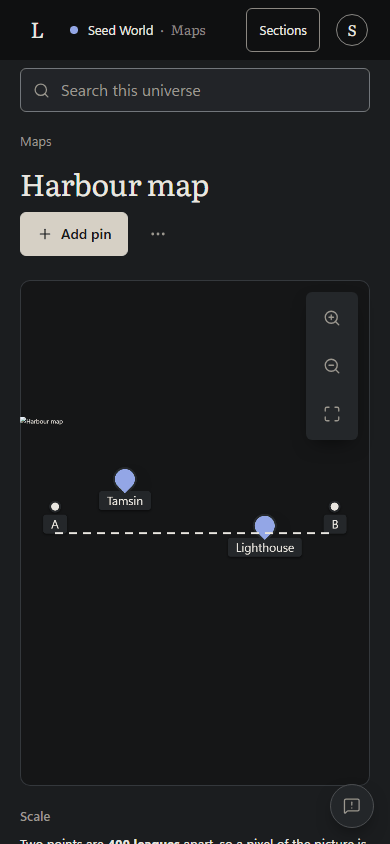 L
Seed World · Maps
Sections
S
Search this universe
Maps
Harbour map
Add pin
Harbour map
Tamsin
A
B
Lighthouse
Scale
Two points are 400 leagues apart, so a pixel of the picture is